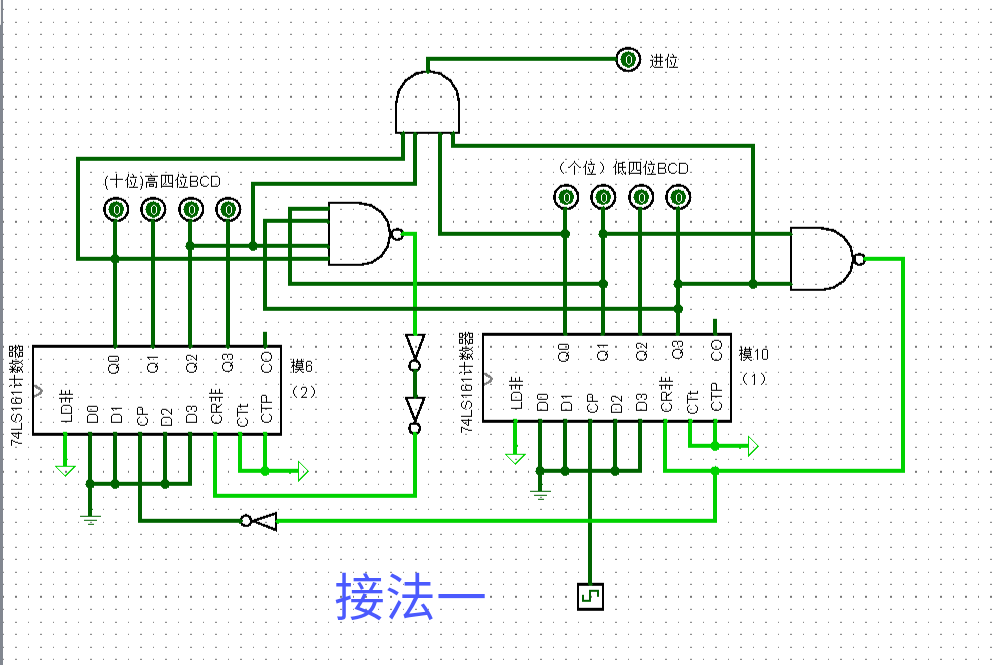 进位
(十位)高四位BCD
（个位）低四位BCD
0
0 0 0 0
0 0 0 0
74LS161计数器
Q0 Q1 Q2 Q3 CO
LD非 D0 D1 CP D2 D3 CR非 CTt CTP
模6
（2）
74LS161计数器
Q0 Q1 Q2 Q3 CO
LD非 D0 D1 CP D2 D3 CR非 CTt CTP
模10
（1）
接法一